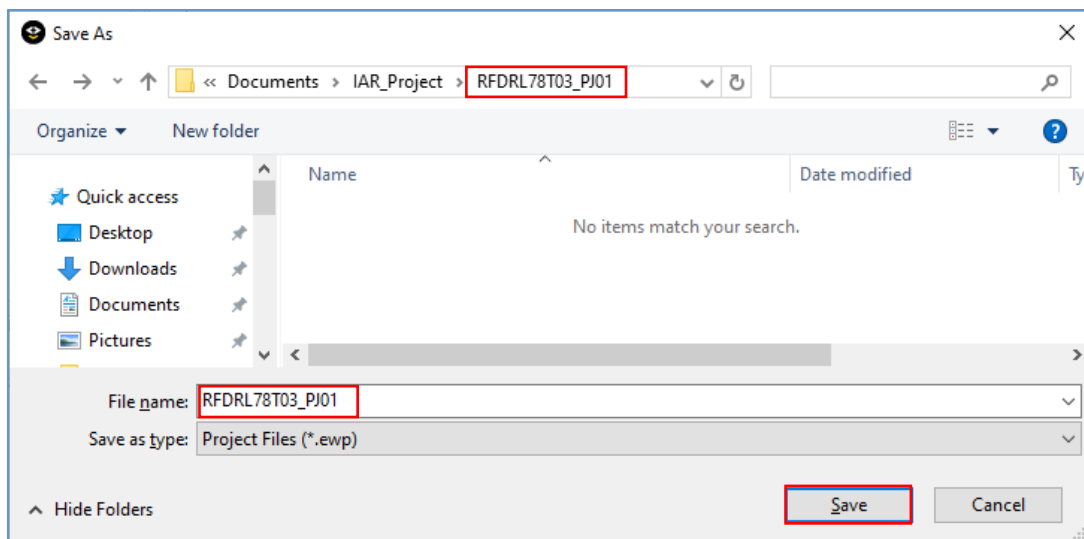 Save As
« Documents > IAR_Project > RFDRL78T03_PJ01
Organize New folder
Name Date modified Ty
Quick access
No items match your search.
Desktop
Downloads
Documents
Pictures
File name: RFDRL78T03_PJ01
Save as type: Project Files (*.ewp)
Hide Folders Save Cancel